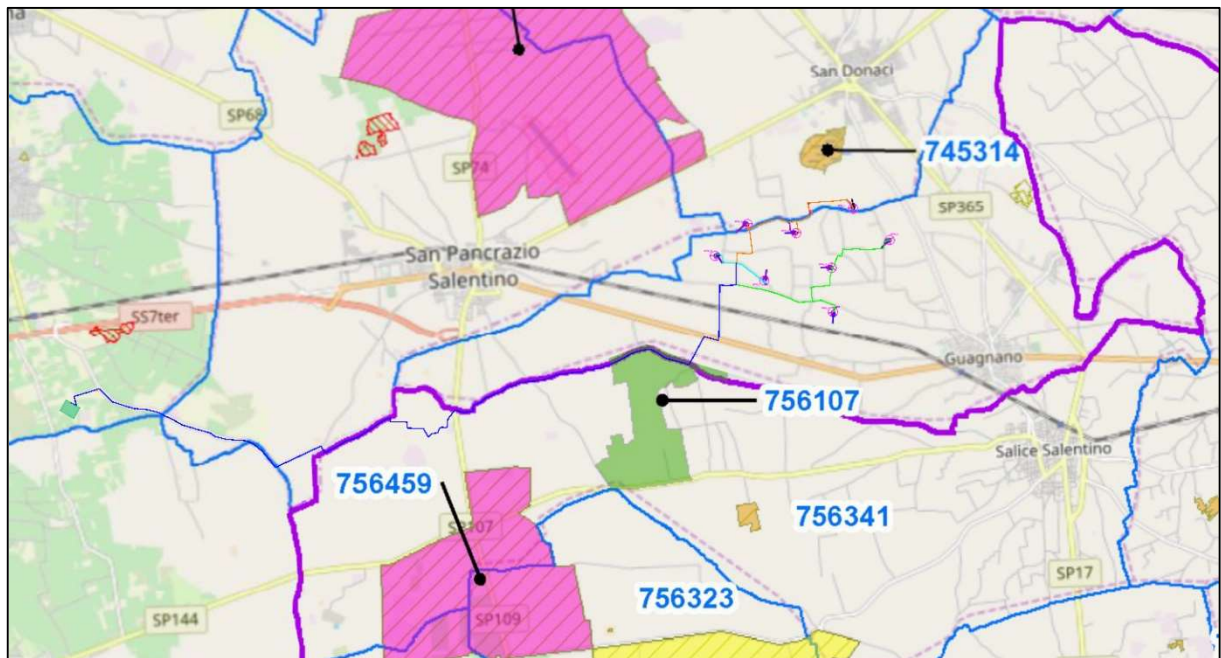 San Donaci
SP68
SP74
745314
SP365
San Pancrazio
Salentino
SS7ter
Guagnano
756107
Salice Salentino
756459
756341
SP107
SP17
756323
SP144
SP109